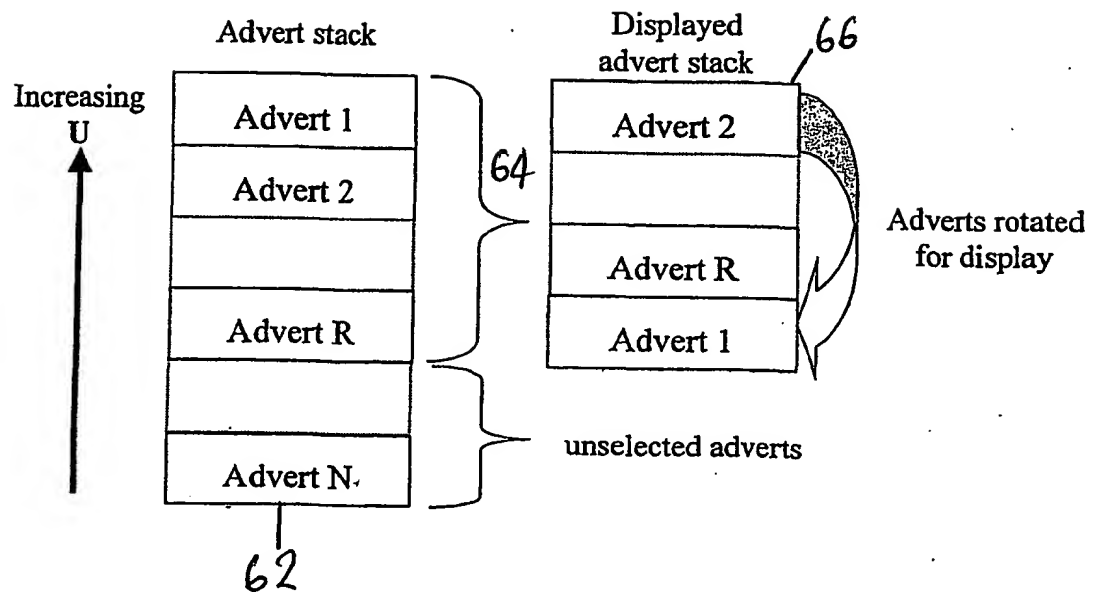 Advert stack
Displayed
advert stack
66
Increasing
U
Advert 1
Advert 2
Advert R
Advert N
62
64
unselected adverts
Advert 2
Advert R
Advert 1
Adverts rotated
for display